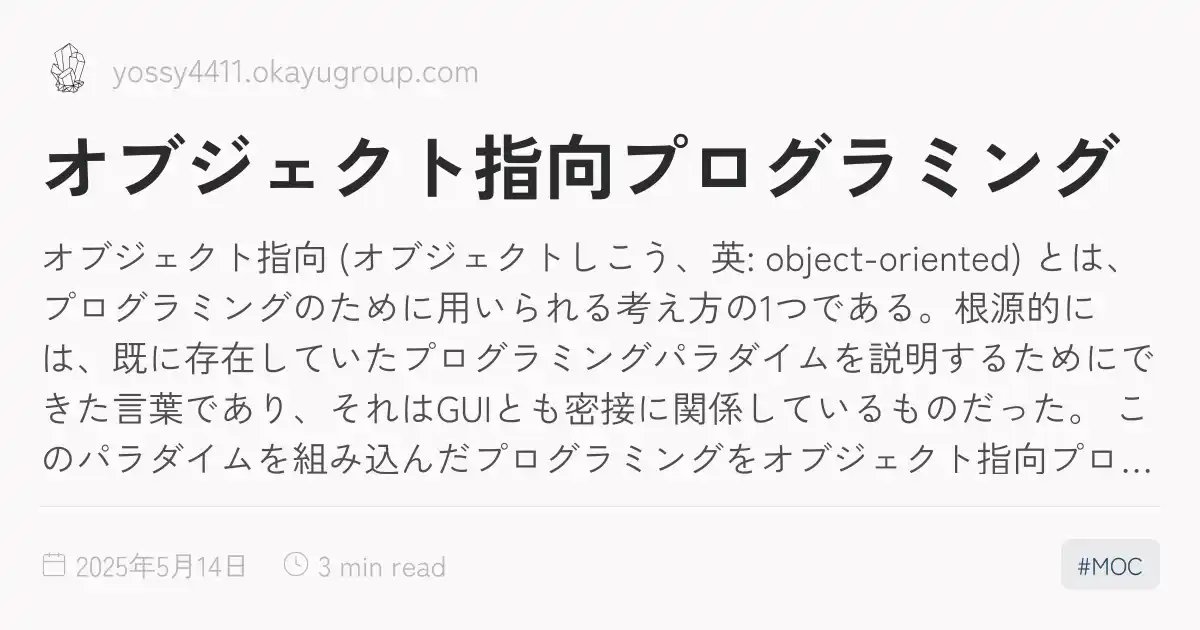 yossy4411.okayugroup.com
オブジェクト指向プログラミング
オブジェクト指向 (オブジェクトしこう、英: object-oriented) とは、
プログラミングのために用いられる考え方の1つである。根源的に
は、既に存在していたプログラミングパラダイムを説明するためにで
きた言葉であり、それはGUIとも密接に関係しているものだった。 こ
のパラダイムを組み込んだプログラミングをオブジェクト指向プロ…
2025年5月14日 3 min read #MOC